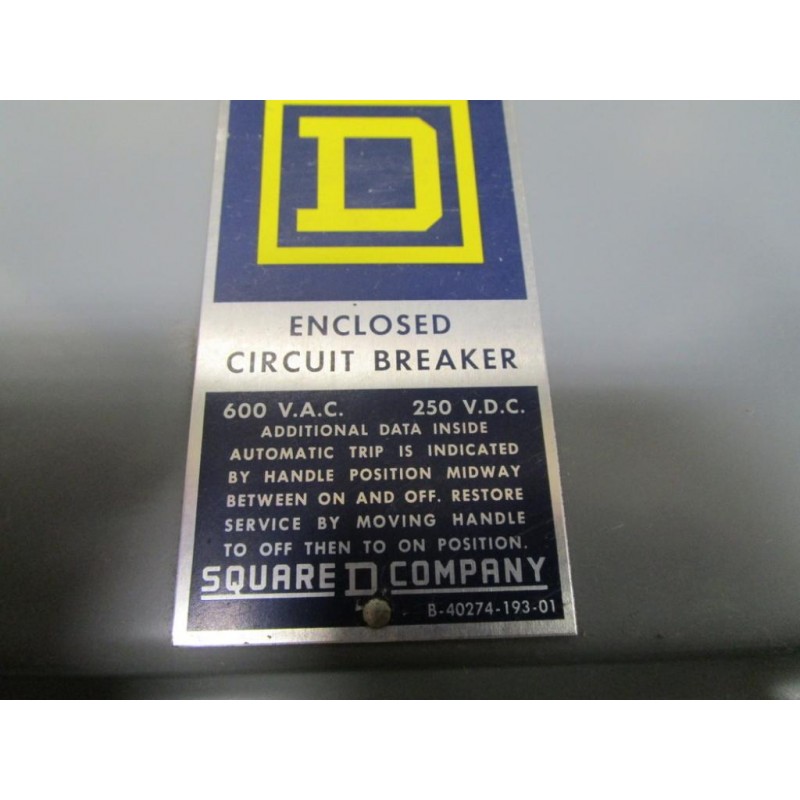 D
ENCLOSED
CIRCUIT BREAKER
600 V.A.C. 250 V.D.C.
ADDITIONAL DATA INSIDE
AUTOMATIC TRIP IS INDICATED
BY HANDLE POSITION MIDWAY
BETWEEN ON AND OFF. RESTORE
SERVICE BY MOVING HANDLE
TO OFF THEN TO ON POSITION.
SQUARE D COMPANY
B-40274-193-01